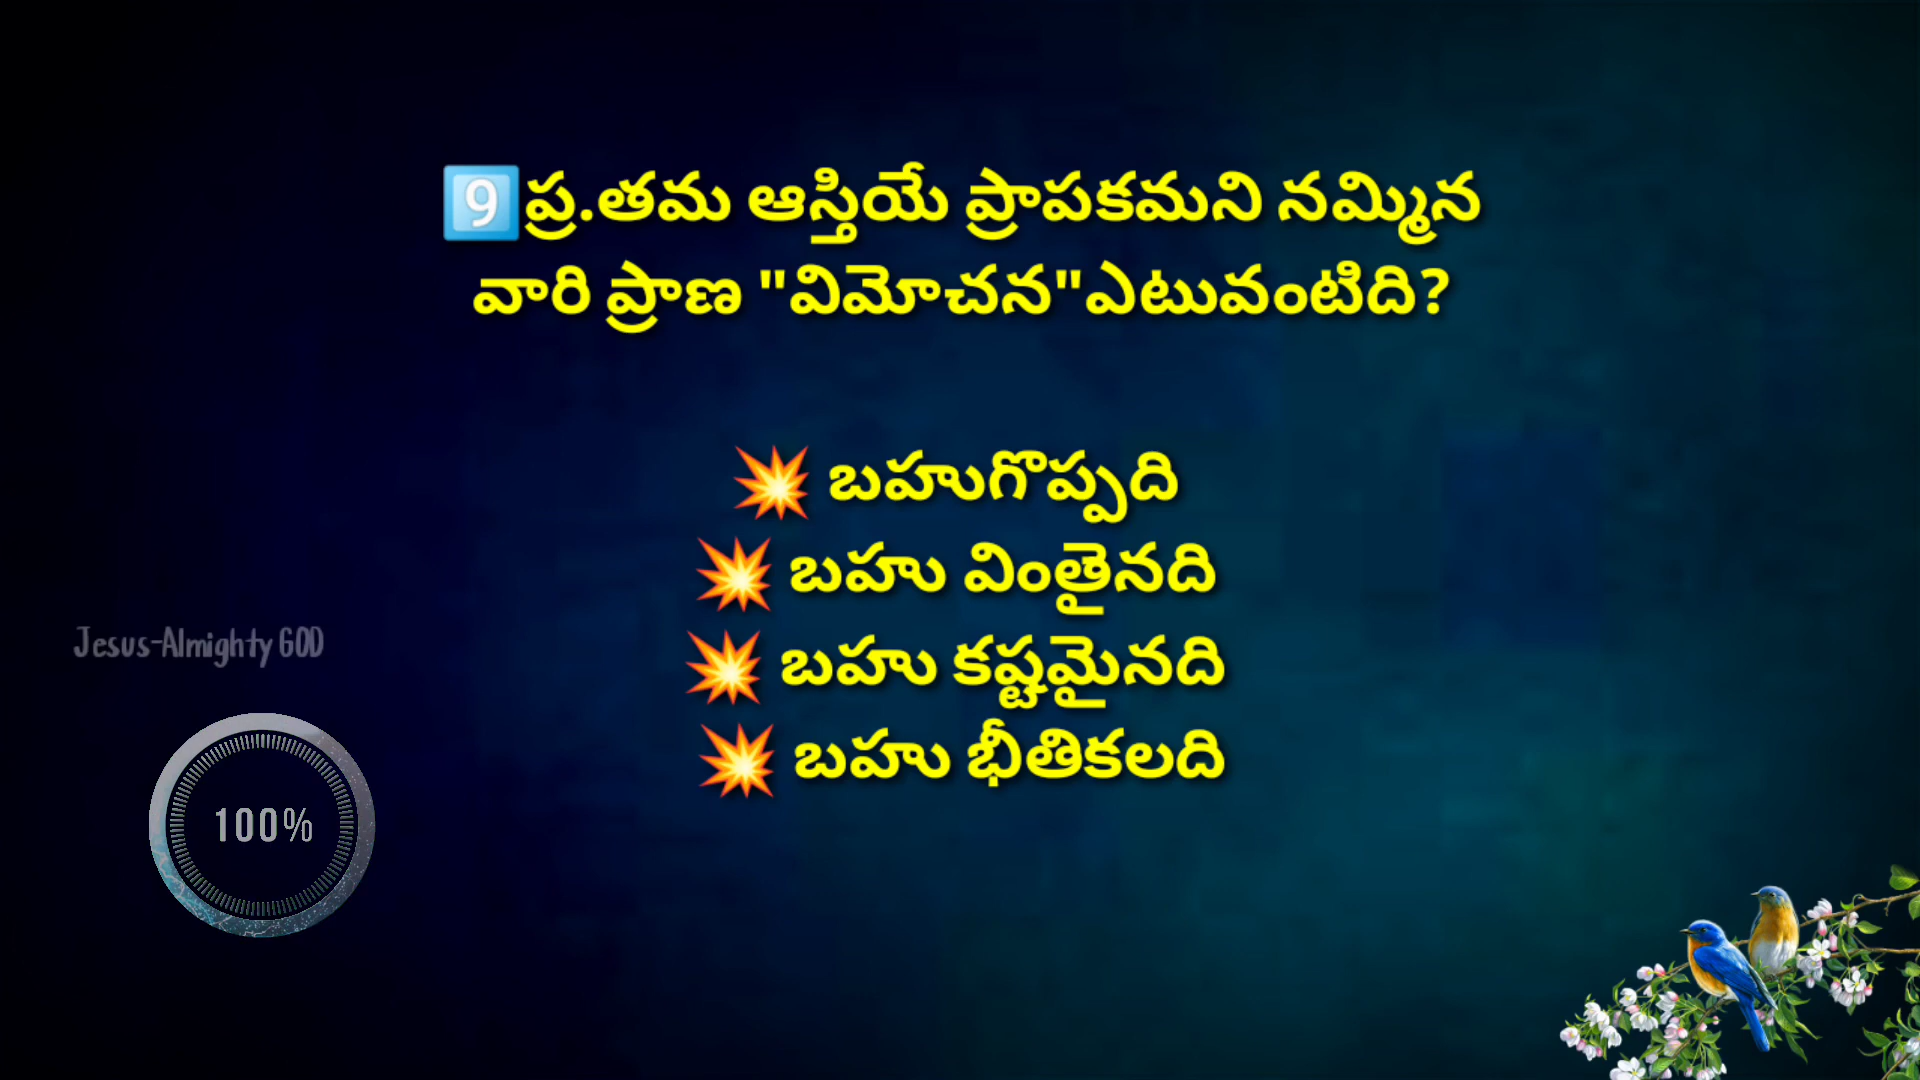 9️⃣ప్ర.తమ ఆస్తియే ప్రాపకమని నమ్మిన
వారి ప్రాణ "విమోచన"ఎటువంటిది?
💥 బహుగొప్పది
💥 బహు వింతైనది
💥 బహు కష్టమైనది
💥 బహు భీతికలది
Jesus-Almighty GOD
100%